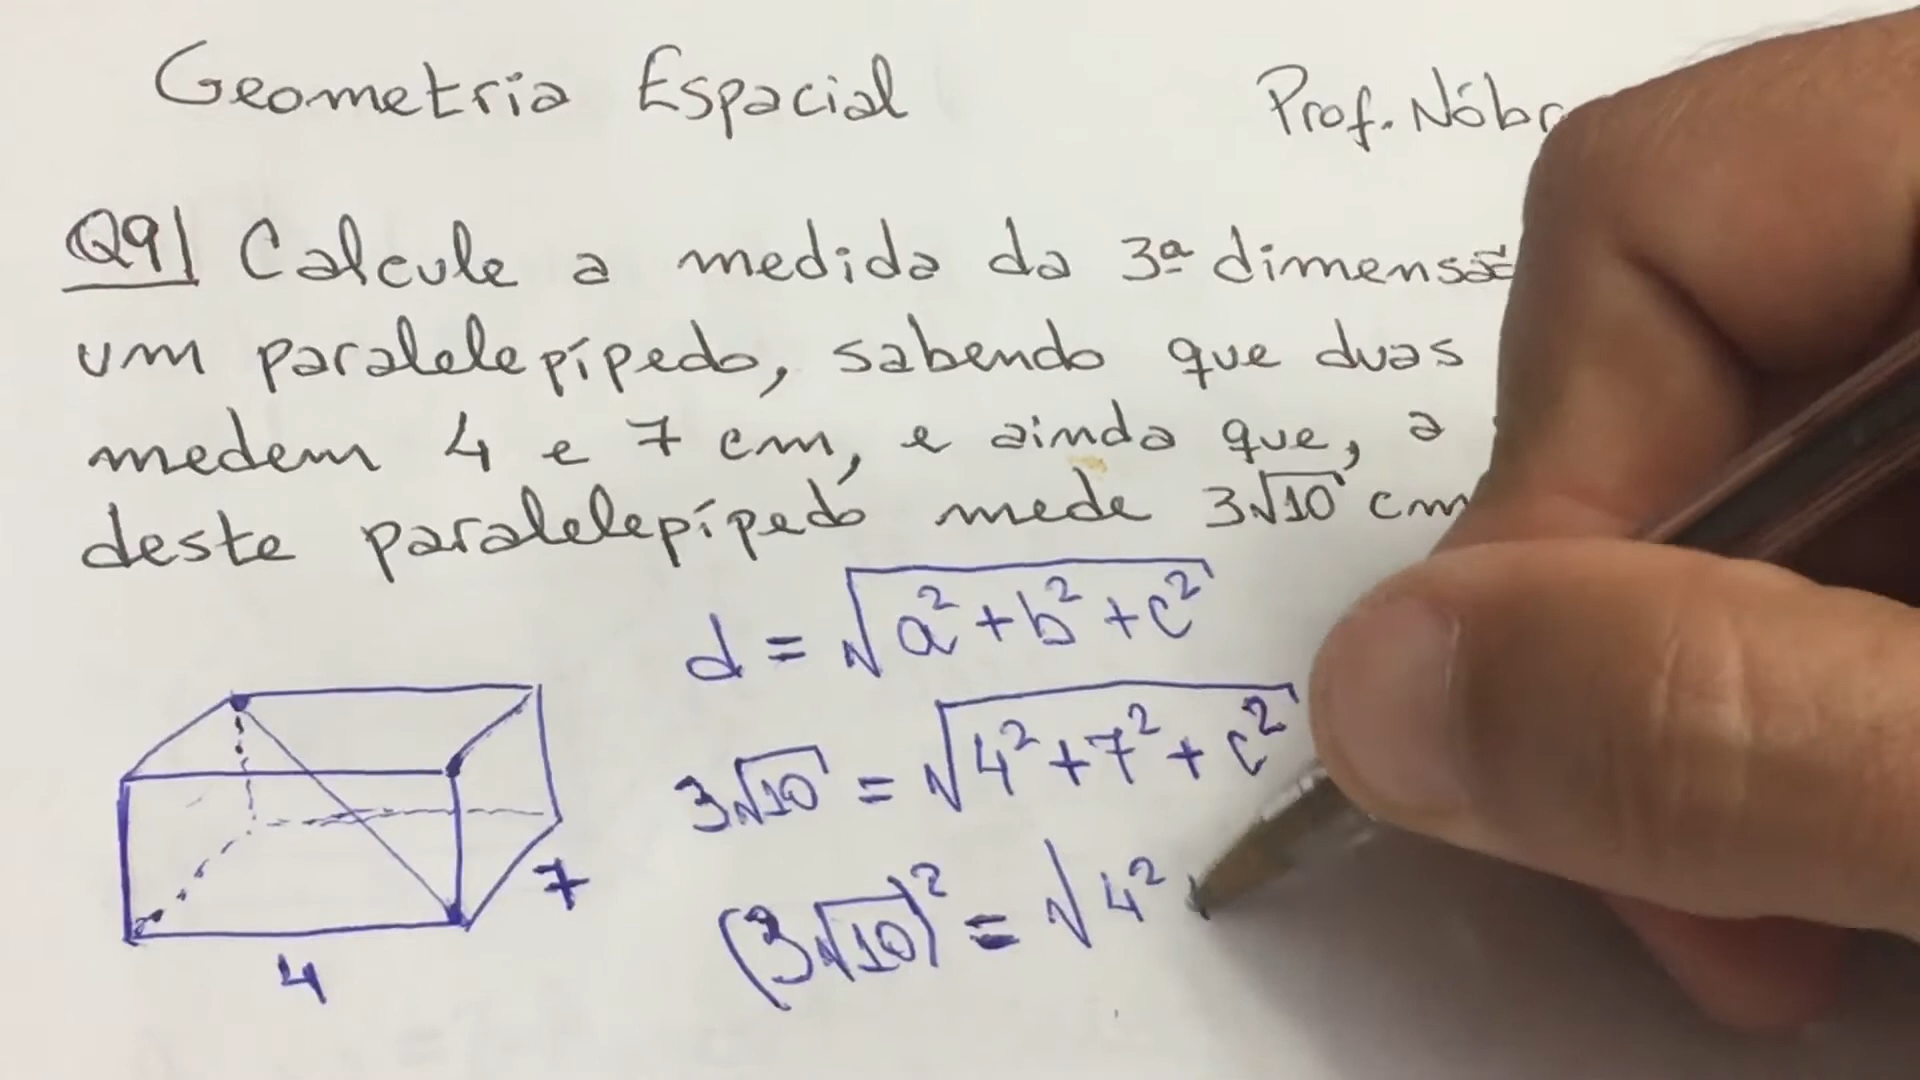 Geometria Espacial
Prof. Nóbr
Q9| Calcule a medida da 3ª dimensã
um paralelepípedo, sabendo que duas
medem 4 e 7 cm, e ainda que, a
deste paralelepípedo mede 3√10 cm
d = √a² + b² + c²
3√10 = √4² + 7² + c²
(3√10)² = √4² +
7
4